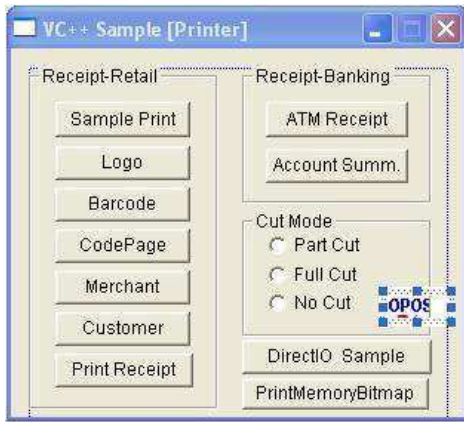 VC++ Sample [Printer]
Receipt-Retail
Sample Print
Logo
Barcode
CodePage
Merchant
Customer
Print Receipt
Receipt-Banking
ATM Receipt
Account Summ.
Cut Mode
Part Cut
Full Cut
No Cut
OPOS
DirectIO Sample
PrintMemoryBitmap